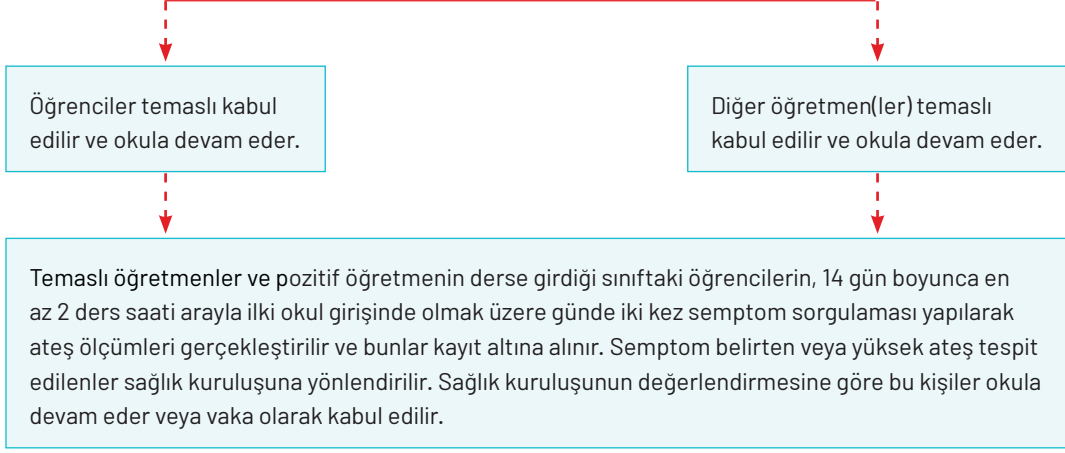 Öğrenciler temaslı kabul
edilir ve okula devam eder.
Diğer öğretmen(ler) temaslı
kabul edilir ve okula devam eder.
Temaslı öğretmenler ve pozitif öğretmenin derse girdiği sınıftaki öğrencilerin, 14 gün boyunca en
az 2 ders saati arayla ilki okul girişinde olmak üzere günde iki kez semptom sorgulaması yapılarak
ateş ölçümleri gerçekleştirilir ve bunlar kayıt altına alınır. Semptom belirten veya yüksek ateş tespit
edilenler sağlık kuruluşuna yönlendirilir. Sağlık kuruluşunun değerlendirmesine göre bu kişiler okula
devam eder veya vaka olarak kabul edilir.